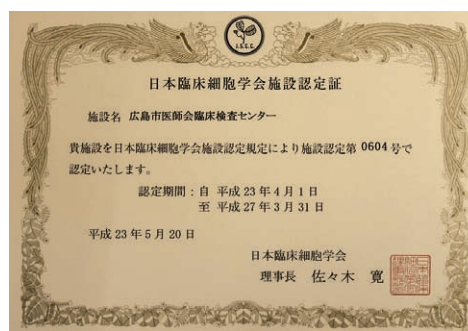 日本臨床細胞学会施設認定証
施設名 広島市医師会臨床検査センター
貴施設を日本臨床細胞学会施設認定規定により施設認定第 0604 号で
認定いたします。
認定期間：自 平成 23 年 4 月 1 日
至 平成 27 年 3 月 31 日
平成 23 年 5 月 20 日
日本臨床細胞学会
理事長 佐々木 寛